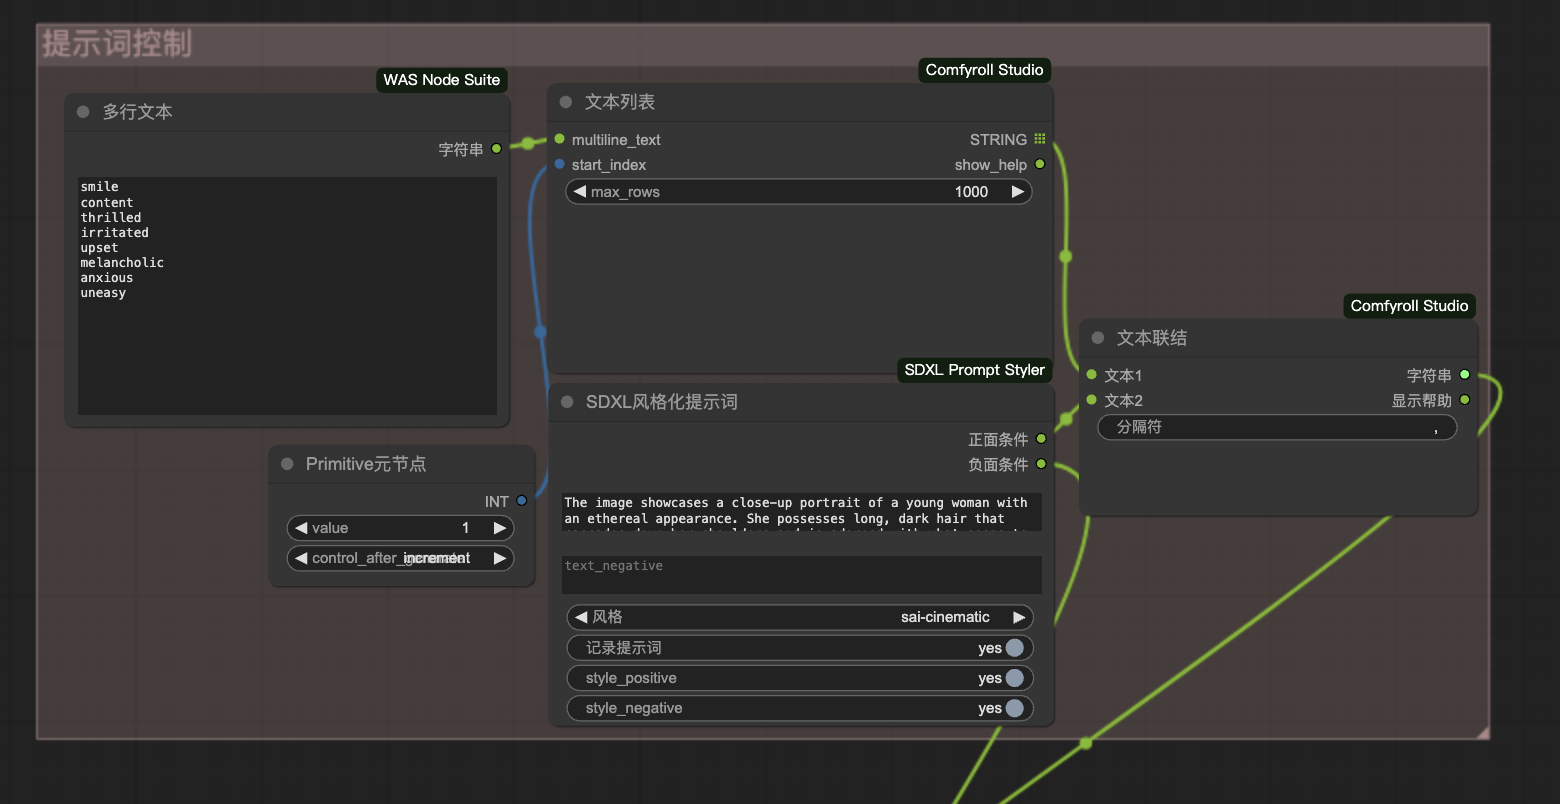 提示词控制
WAS Node Suite
多行文本
字符串
smile
content
thrilled
irritated
upset
melancholic
anxious
uneasy
Comfyroll Studio
文本列表
multiline_text
STRING
start_index
show_help
max_rows
1000
Primitive元节点
INT
value
1
control_after_
increment
SDXL Prompt Styler
SDXL风格化提示词
正面条件
负面条件
The image showcases a close-up portrait of a young woman with
an ethereal appearance. She possesses long, dark hair that
text_negative
风格
sai-cinematic
记录提示词
yes
style_positive
yes
style_negative
yes
Comfyroll Studio
文本联结
文本1
字符串
文本2
显示帮助
分隔符
,